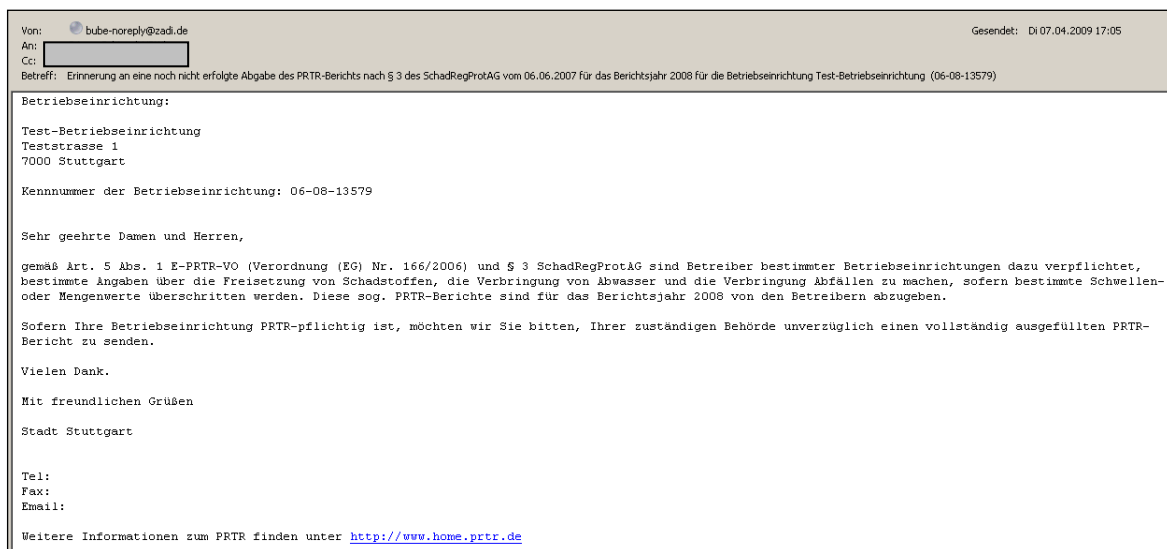 Von: bube-noreply@zadi.de Gesendet: Di 07.04.2009 17:05
An:
Cc:
Betreff: Erinnerung an eine noch nicht erfolgte Abgabe des PRTR-Berichts nach § 3 des SchadRegProtAG vom 06.06.2007 für das Berichtsjahr 2008 für die Betriebseinrichtung Test-Betriebseinrichtung (06-08-13579)
Betriebseinrichtung:
Test-Betriebseinrichtung
Teststrasse 1
7000 Stuttgart
Kennnummer der Betriebseinrichtung: 06-08-13579
Sehr geehrte Damen und Herren,
gemäß Art. 5 Abs. 1 E-PRTR-VO (Verordnung (EG) Nr. 166/2006) und § 3 SchadRegProtAG sind Betreiber bestimmter Betriebseinrichtungen dazu verpflichtet,
bestimmte Angaben über die Freisetzung von Schadstoffen, die Verbringung von Abwasser und die Verbringung Abfällen zu machen, sofern bestimmte Schwellen-
oder Mengenwerte überschritten werden. Diese sog. PRTR-Berichte sind für das Berichtsjahr 2008 von den Betreibern abzugeben.
Sofern Ihre Betriebseinrichtung PRTR-pflichtig ist, möchten wir Sie bitten, Ihrer zuständigen Behörde unverzüglich einen vollständig ausgefüllten PRTR-
Bericht zu senden.
Vielen Dank.
Mit freundlichen Grüßen
Stadt Stuttgart
Tel:
Fax:
Email:
Weitere Informationen zum PRTR finden unter http://www.home.prtr.de